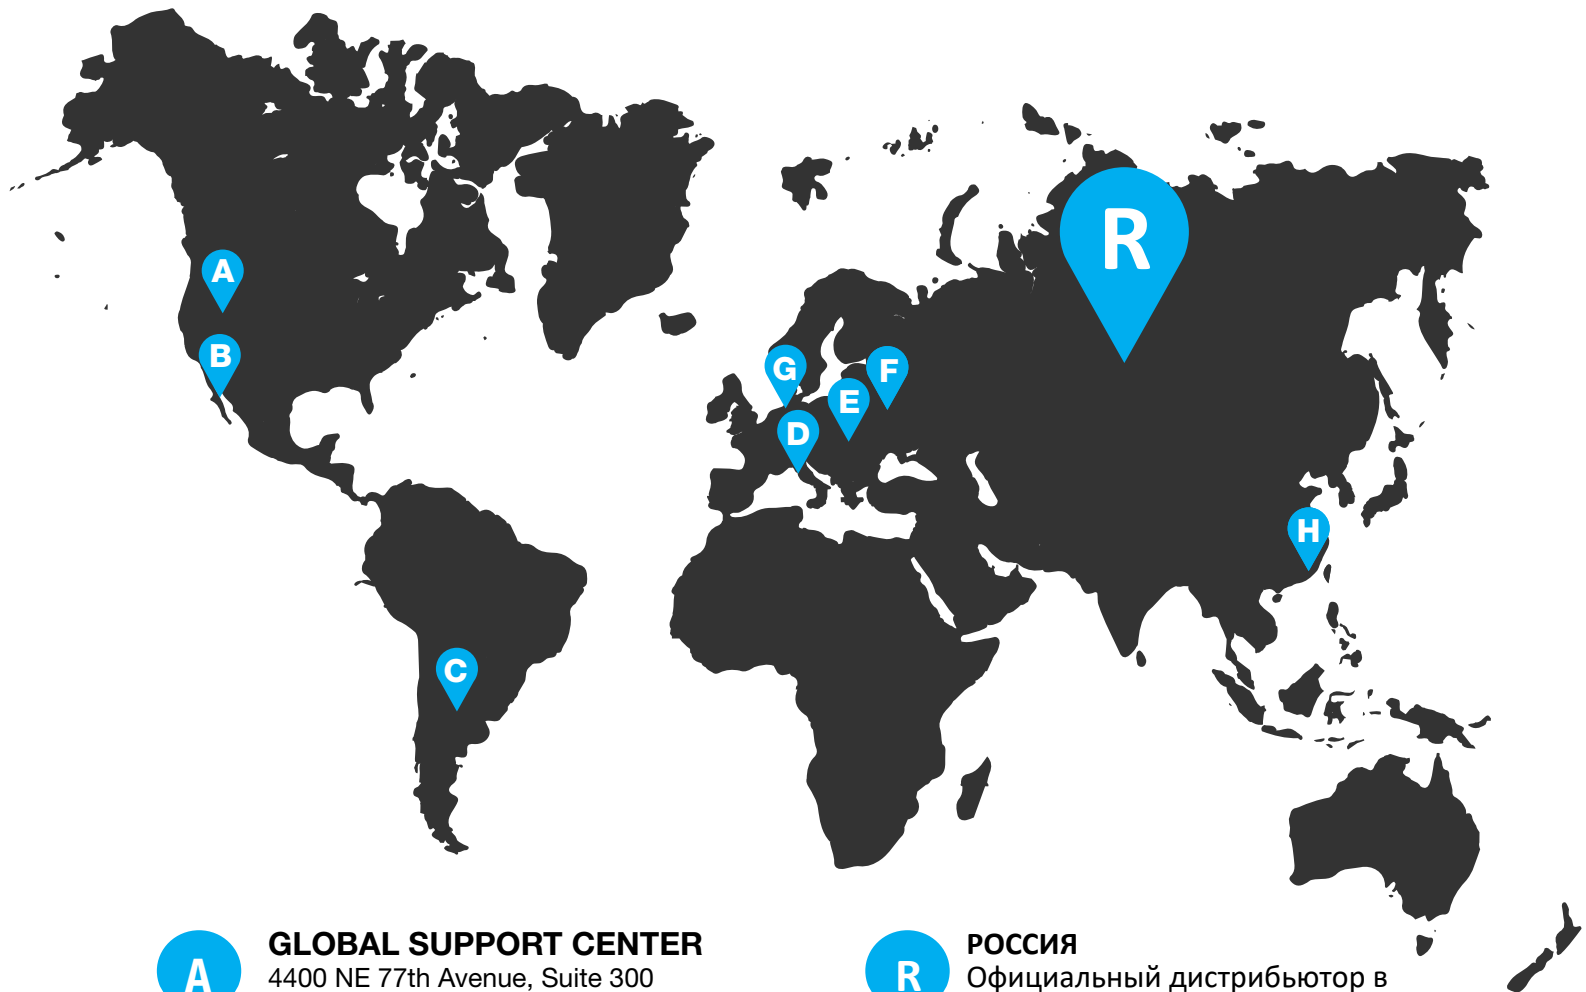 R
A
B
G
F
E
D
H
C
A
GLOBAL SUPPORT CENTER
4400 NE 77th Avenue, Suite 300
R
РОССИЯ
Официальный дистрибьютор в